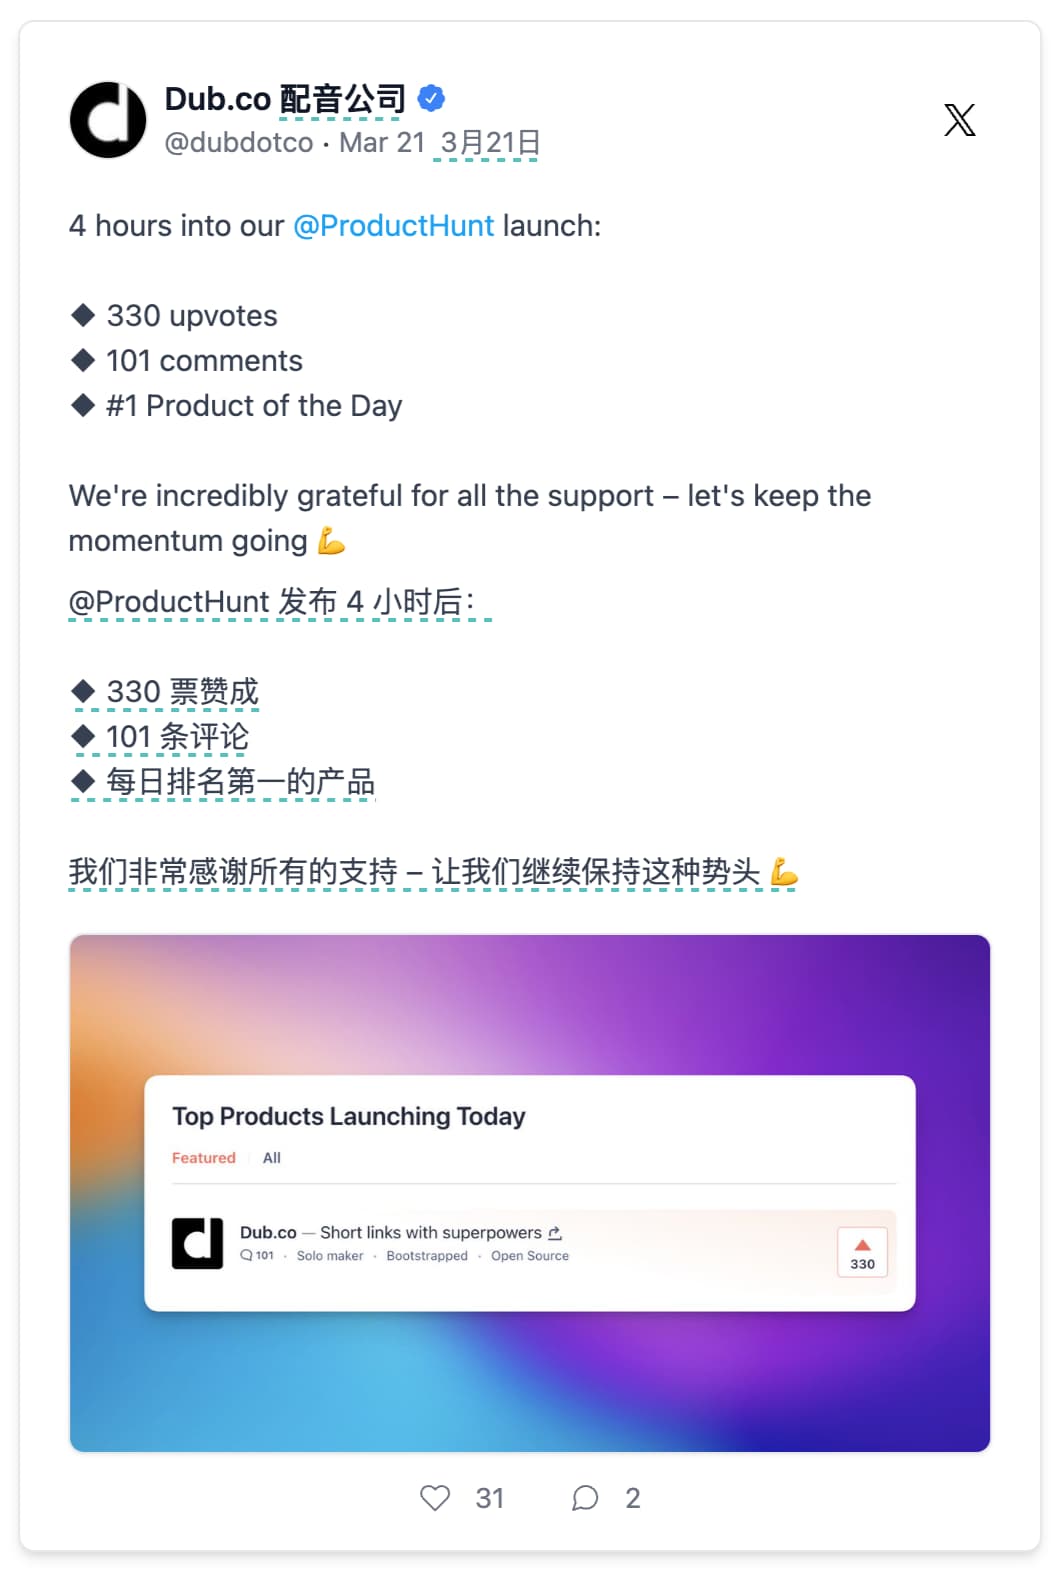 Dub.co 配音公司
@dubdotco · Mar 21 3月21日
4 hours into our @ProductHunt launch:
◆ 330 upvotes
◆ 101 comments
◆ #1 Product of the Day
We're incredibly grateful for all the support – let's keep the
momentum going 💪
@ProductHunt 发布 4 小时后：
◆ 330 票赞成
◆ 101 条评论
◆ 每日排名第一的产品
我们非常感谢所有的支持 – 让我们继续保持这种势头 💪
Top Products Launching Today
Featured All
Dub.co — Short links with superpowers
101 · Solo maker · Bootstrapped · Open Source
330
31 2